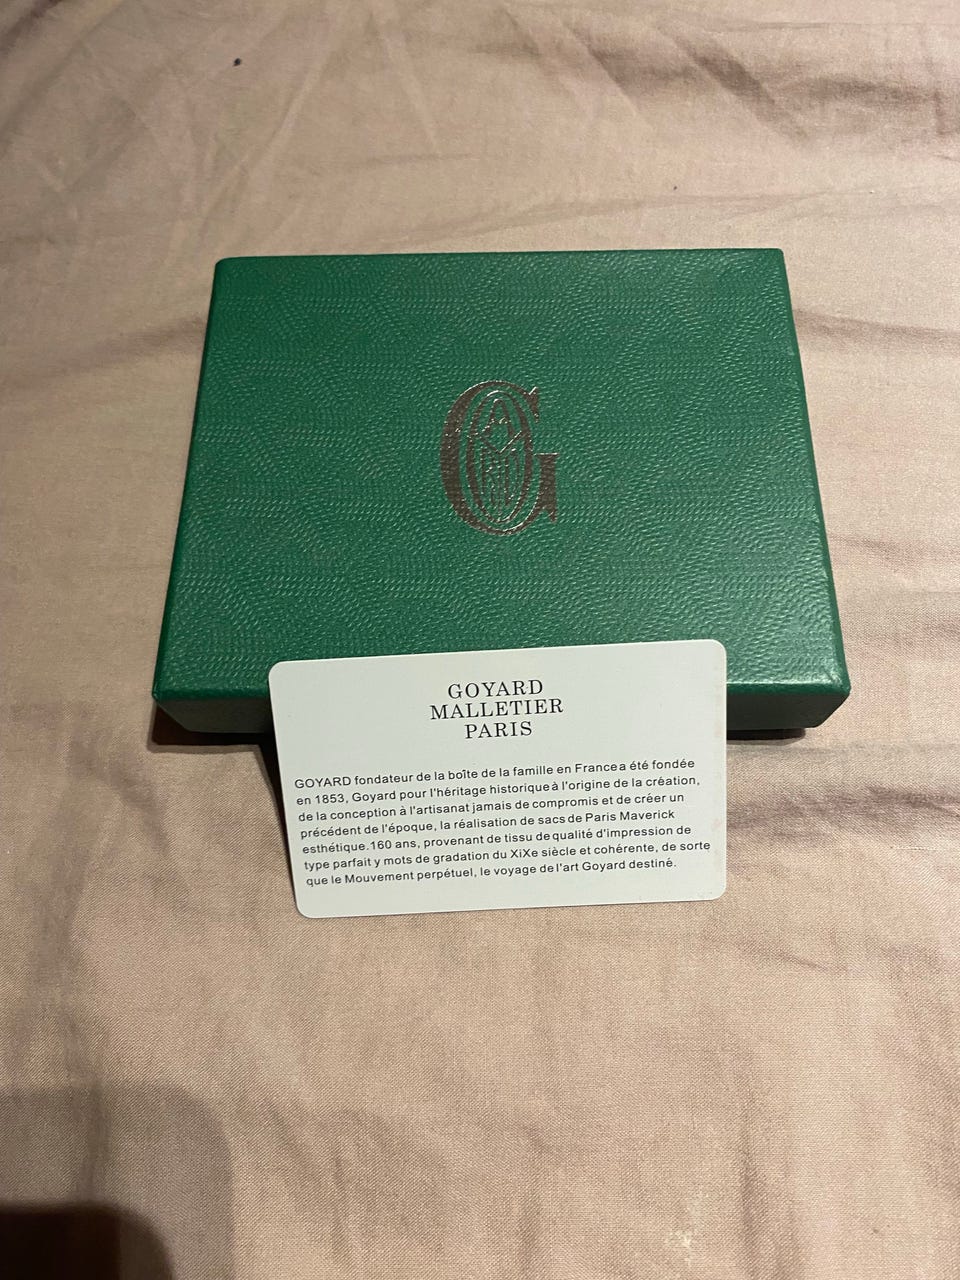 G
GOYARD
MALLETIER
PARIS
GOYARD fondateur de la boîte de la famille en Francea été fondée
en 1853, Goyard pour l'héritage historique à l'origine de la création,
de la conception à l'artisanat jamais de compromis et de créer un
précédent de l'époque, la réalisation de sacs de Paris Maverick
esthétique.160 ans, provenant de tissu de qualité d'impression de
type parfait y mots de gradation du XiXe siècle et cohérente, de sorte
que le Mouvement perpétuel, le voyage de l'art Goyard destiné.